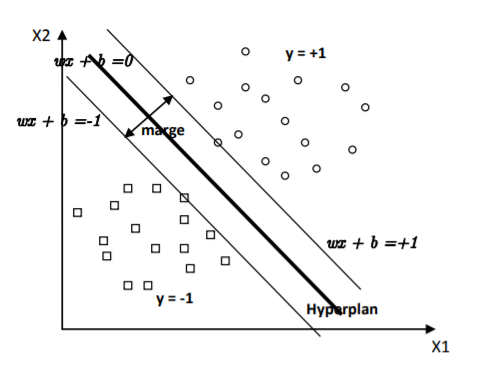 X2
y = +1
wx + b =0
wx + b =-1
marge
wx + b =+1
y = -1
Hyperplan
X1